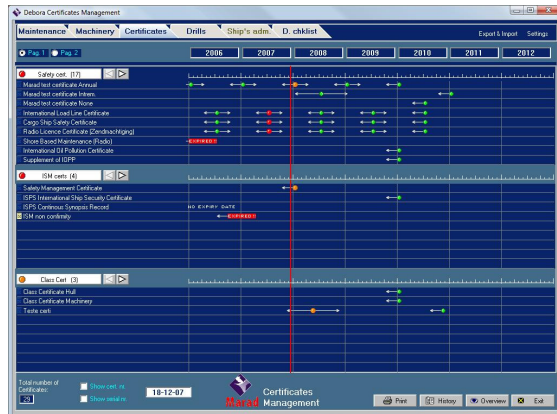 Debora Certificates Management
Maintenance Machinery Certificates Drills Ship's adm. D. chklist Export & Import Settings
Pag. 1 Pag. 2 2006 2007 2008 2009 2010 2011 2012
Safety cert. (17)
Marad test certificate Annual
Marad test certificate Interm.
Marad test certificate None
International Load Line Certificate
Cargo Ship Safety Certificate
Radio Licence Certificate (Zendmachtiging)
Shore Based Maintenance (Radio) EXPIRED!
International Oil Pollution Certificate
Supplement of IOPP
ISM certs (4)
Safety Management Certificate
ISPS International Ship Security Certificate
ISPS Continous Synopsis Record NO EXPIRY DATE
ISM non confirmity EXPIRED!
Class Cert (3)
Class Certificate Hull
Class Certificate Machinery
Teste certi
Total number of
Certificates:
29
Show cert. nr.
Show serial nr.
18-12-07
Marad
Certificates
Management
Print History Overview Exit